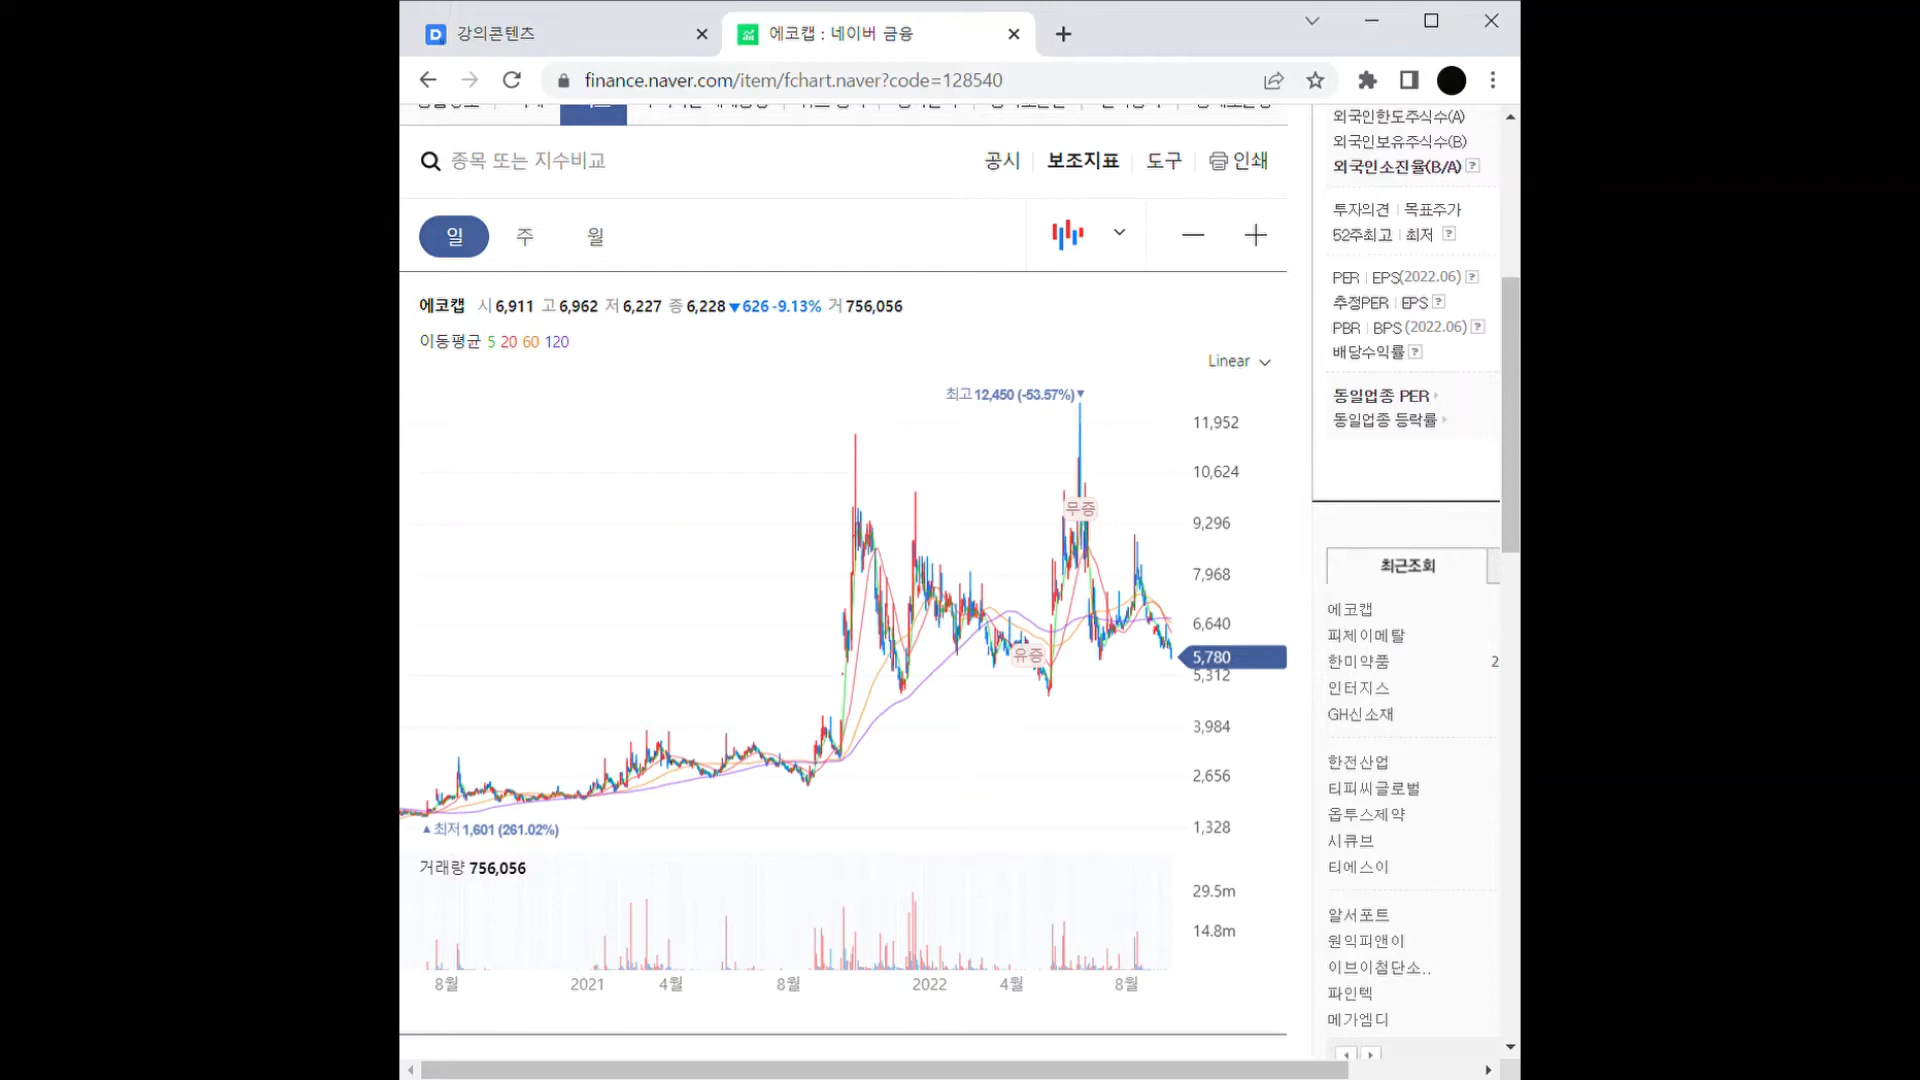 강의콘텐츠
에코캡 : 네이버 금융
finance.naver.com/item/fchart.naver?code=128540
종목 또는 지수비교
공시
보조지표
도구
인쇄
일
주
월
에코캡 시 6,911 고 6,962 저 6,227 종 6,228 ▼626 -9.13% 거 756,056
이동평균 5 20 60 120
Linear
최고 12,450 (-53.57%)▼
11,952
10,624
9,296
7,968
6,640
5,780
5,312
3,984
2,656
1,328
무증
유증
▲최저 1,601 (261.02%)
거래량 756,056
29.5m
14.8m
8월 2021 4월 8월 2022 4월 8월
외국인한도주식수(A)
외국인보유주식수(B)
외국인소진율(B/A) ?
투자의견 | 목표주가
52주최고 | 최저 ?
PER | EPS(2022.06) ?
추정PER | EPS ?
PBR | BPS (2022.06) ?
배당수익률 ?
동일업종 PER
동일업종 등락률
최근조회
에코캡
피제이메탈
한미약품 2
인터지스
GH신소재
한전산업
티피씨글로벌
옵투스제약
시큐브
티에스이
알서포트
원익피앤이
이브이첨단소..
파인텍
메가엠디